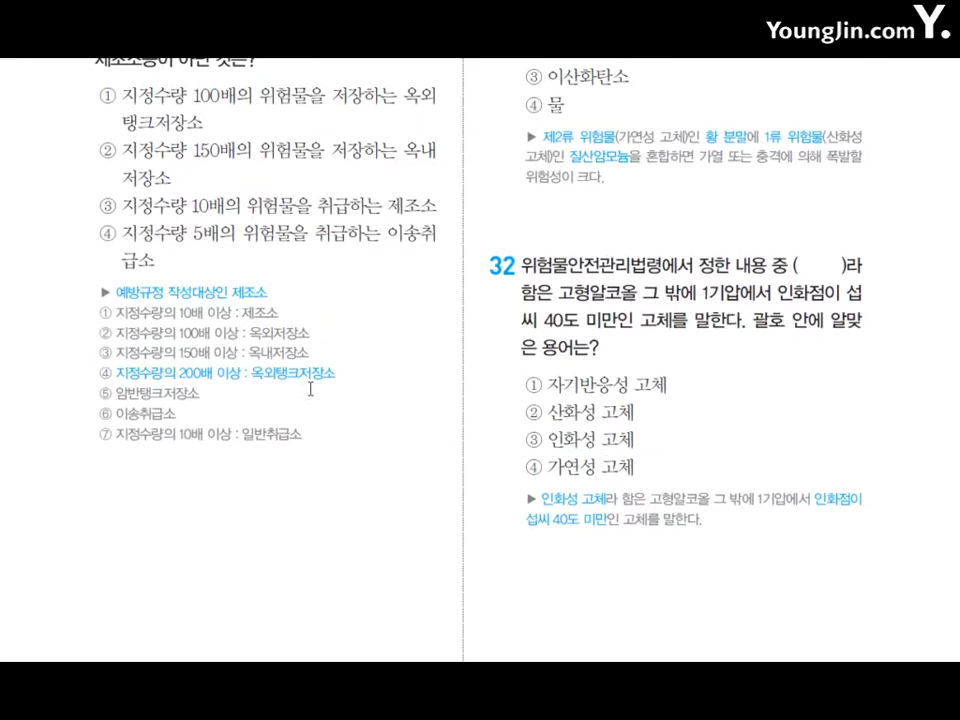 YoungJin.com Y.
제조소등이 아닌 것은?
① 지정수량 100배의 위험물을 저장하는 옥외
탱크저장소
② 지정수량 150배의 위험물을 저장하는 옥내
저장소
③ 지정수량 10배의 위험물을 취급하는 제조소
④ 지정수량 5배의 위험물을 취급하는 이송취
급소
▶ 예방규정 작성대상인 제조소
① 지정수량의 10배 이상 : 제조소
② 지정수량의 100배 이상 : 옥외저장소
③ 지정수량의 150배 이상 : 옥내저장소
④ 지정수량의 200배 이상 : 옥외탱크저장소
⑤ 암반탱크저장소
⑥ 이송취급소
⑦ 지정수량의 10배 이상 : 일반취급소
③ 이산화탄소
④ 물
▶ 제2류 위험물(가연성 고체)인 황 분말에 1류 위험물(산화성
고체)인 질산암모늄을 혼합하면 가열 또는 충격에 의해 폭발할
위험성이 크다.
32 위험물안전관리법령에서 정한 내용 중 ( )라
함은 고형알코올 그 밖에 1기압에서 인화점이 섭
씨 40도 미만인 고체를 말한다. 괄호 안에 알맞
은 용어는?
① 자기반응성 고체
② 산화성 고체
③ 인화성 고체
④ 가연성 고체
▶ 인화성 고체라 함은 고형알코올 그 밖에 1기압에서 인화점이
섭씨 40도 미만인 고체를 말한다.